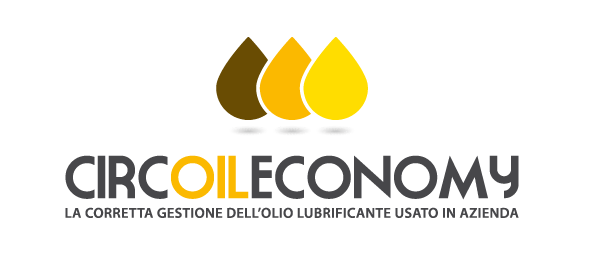 CIRCOILECONOMY
LA CORRETTA GESTIONE DELL'OLIO LUBRIFICANTE USATO IN AZIENDA